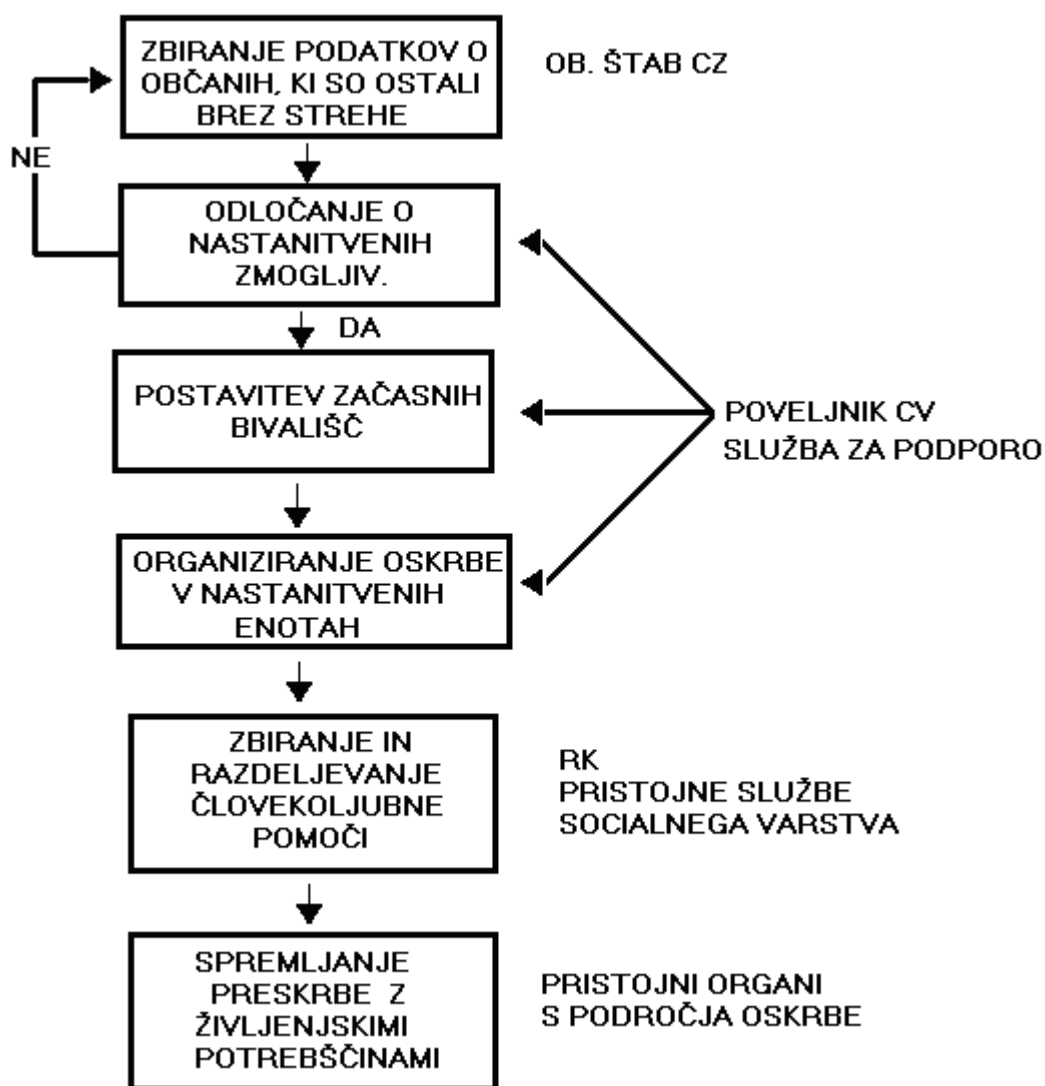 ZBIRANJE PODATKOV O
OBČANIH, KI SO OSTALI
BREZ STREHE
OB. ŠTAB CZ
NE
ODLOČANJE O
NASTANITVENIH
ZMOGLJIV.
DA
POSTAVITEV ZAČASNIH
BIVALIŠČ
POVELJNIK CV
SLUŽBA ZA PODPORO
ORGANIZIRANJE OSKRBE
V NASTANITVENIH
ENOTAH
ZBIRANJE IN
RAZDELJEVANJE
ČLOVEKOLJUBNE
POMOČI
RK
PRISTOJNE SLUŽBE
SOCIALNEGA VARSTVA
SPREMLJANJE
PRESKRBE Z
ŽIVLJENJSKIMI
POTREBŠČINAMI
PRISTOJNI ORGANI
S PODROČJA OSKRBE